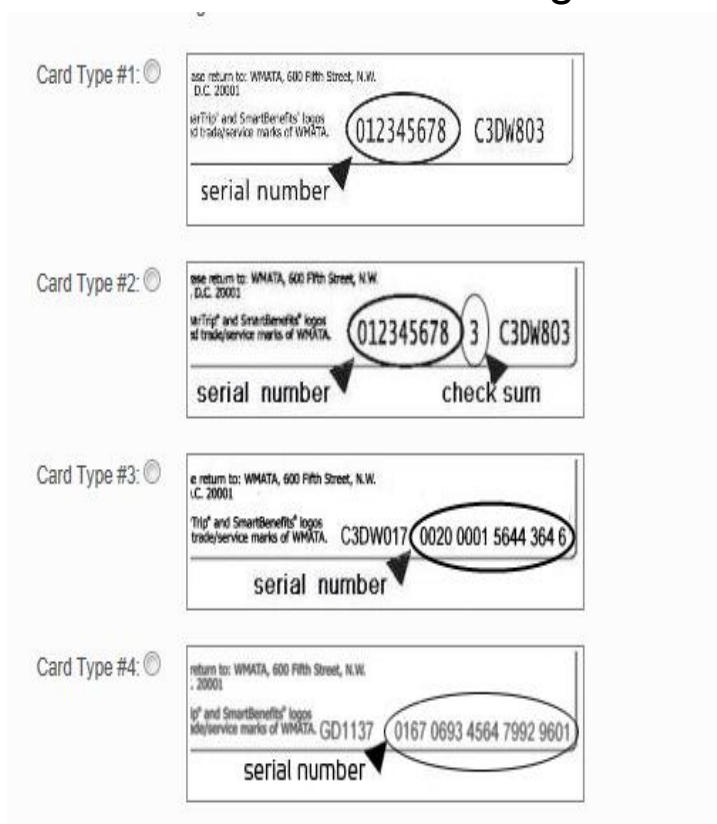 Card Type #1:
ase return to: WMATA, 600 Fifth Street, N.W.
D.C. 20001
arTrip® and SmartBenefits® logos
d trade/service marks of WMATA.
012345678 C3DW803
serial number
Card Type #2:
ase return to: WMATA, 600 Fifth Street, N.W.
, D.C. 20001
arTrip® and SmartBenefits® logos
d trade/service marks of WMATA.
012345678 3 C3DW803
serial number check sum
Card Type #3:
e return to: WMATA, 600 Fifth Street, N.W.
.C. 20001
Trip® and SmartBenefits® logos
trade/service marks of WMATA. C3DW017 0020 0001 5644 364 6
serial number
Card Type #4:
return to: WMATA, 600 Fifth Street, N.W.
. 20001
ip® and SmartBenefits® logos
ade/service marks of WMATA. GD1137 0167 0693 4564 7992 9601
serial number